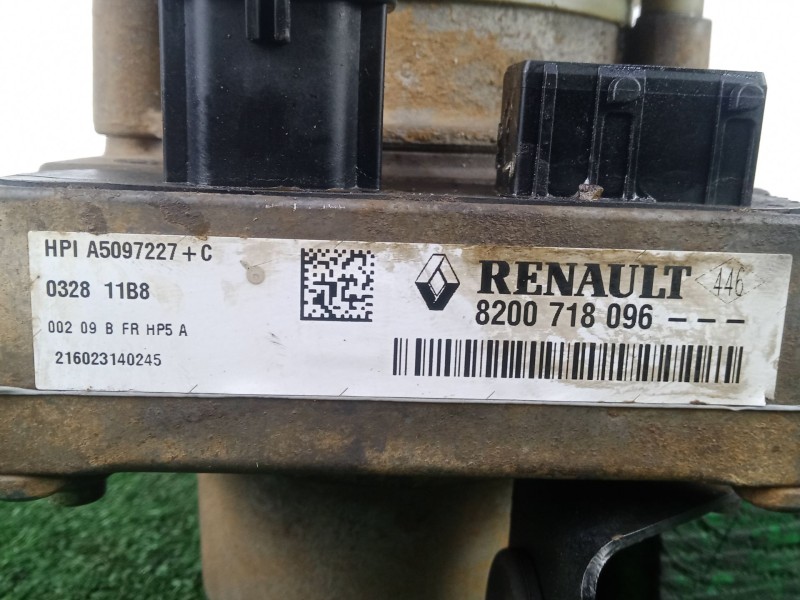 HPI A5097227+C
0328 11B8
002 09 B FR HP5 A
216023140245
RENAULT
446
8200 718 096 ---